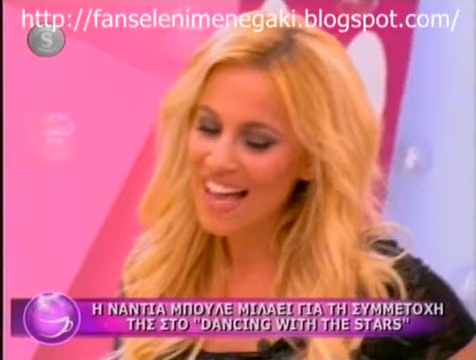 http://fanselenimenegaki.blogspot.com/
S
Η ΝΑΝΤΙΑ ΜΠΟΥΛΕ ΜΙΛΑΕΙ ΓΙΑ ΤΗ ΣΥΜΜΕΤΟΧΗ
ΤΗΣ ΣΤΟ "DANCING WITH THE STARS"